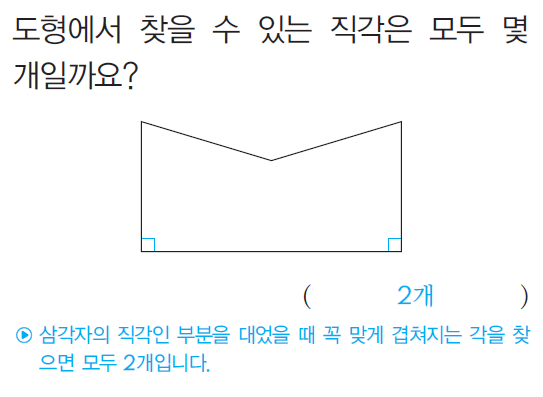 도형에서 찾을 수 있는 직각은 모두 몇
개일까요?
( 2개 )
삼각자의 직각인 부분을 대었을 때 꼭 맞게 겹쳐지는 각을 찾
으면 모두 2개입니다.